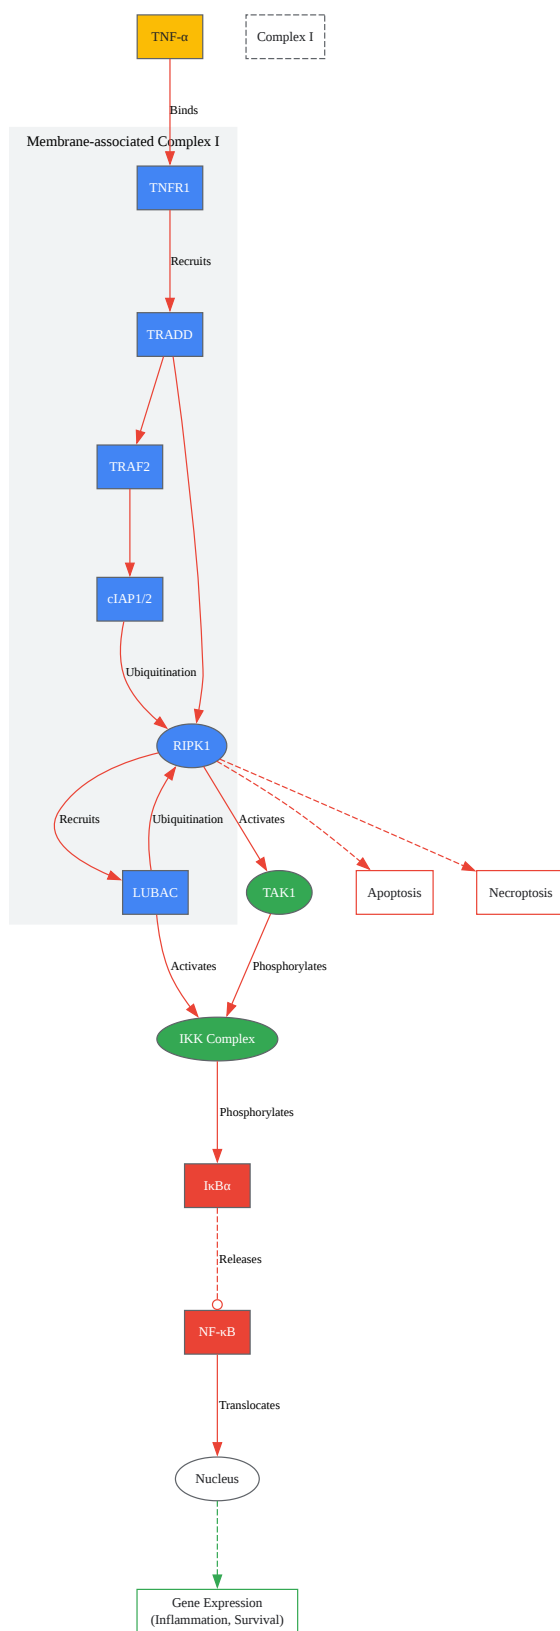 TNF-α
Complex I
Binds
Membrane-associated Complex I
TNFR1
Recruits
TRADD
TRAF2
cIAP1/2
Ubiquitination
RIPK1
Recruits
Ubiquitination
Activates
LUBAC
TAK1
Apoptosis
Necroptosis
Activates
Phosphorylates
IKK Complex
Phosphorylates
IκBα
Releases
NF-κB
Translocates
Nucleus
Gene Expression
(Inflammation, Survival)